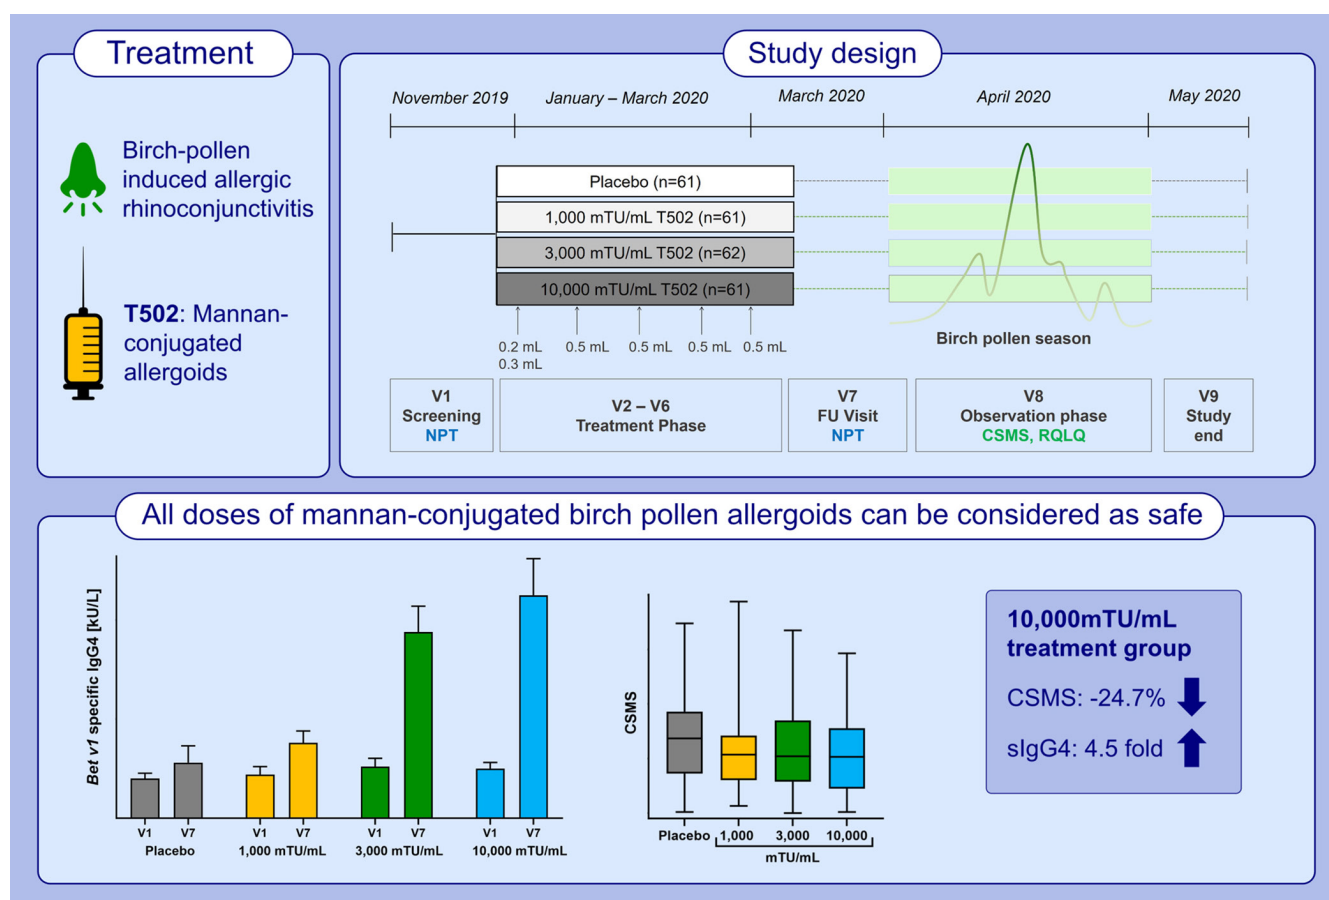 Treatment
Birch-pollen
induced allergic
rhinoconjunctivitis
T502: Mannan-
conjugated
allergoids
Study design
November 2019
January – March 2020
March 2020
April 2020
May 2020
Placebo (n=61)
1,000 mTU/mL T502 (n=61)
3,000 mTU/mL T502 (n=62)
10,000 mTU/mL T502 (n=61)
0.2 mL
0.3 mL
0.5 mL
0.5 mL
0.5 mL
0.5 mL
Birch pollen season
V1
Screening
NPT
V2 – V6
Treatment Phase
V7
FU Visit
NPT
V8
Observation phase
CSMS, RQLQ
V9
Study
end
All doses of mannan-conjugated birch pollen allergoids can be considered as safe
Bet v1 specific IgG4 [kU/L]
V1 V7 V1 V7 V1 V7 V1 V7
Placebo 1,000 mTU/mL 3,000 mTU/mL 10,000 mTU/mL
CSMS
Placebo 1,000 3,000 10,000
mTU/mL
10,000mTU/mL
treatment group
CSMS: -24.7%
sIgG4: 4.5 fold